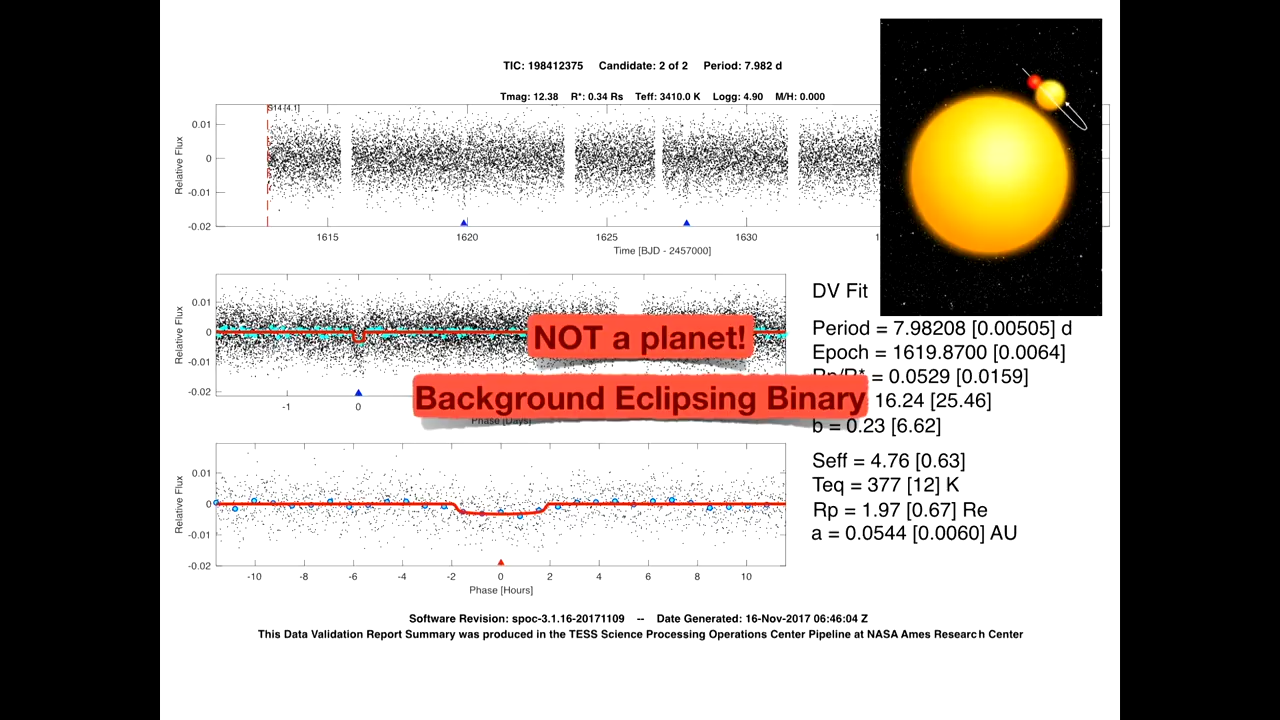 TIC: 198412375 Candidate: 2 of 2 Period: 7.982 d
Tmag: 12.38 R*: 0.34 Rs Teff: 3410.0 K Logg: 4.90 M/H: 0.000
S14 [4.1]
Relative Flux
0.01
0
-0.01
-0.02
1615 1620 1625 1630
Time [BJD - 2457000]
Relative Flux
0.01
0
-0.01
-0.02
-1 0
Phase [Days]
NOT a planet!
Background Eclipsing Binary
DV Fit
Period = 7.98208 [0.00505] d
Epoch = 1619.8700 [0.0064]
Rp/R* = 0.0529 [0.0159]
16.24 [25.46]
b = 0.23 [6.62]
Seff = 4.76 [0.63]
Teq = 377 [12] K
Rp = 1.97 [0.67] Re
a = 0.0544 [0.0060] AU
Relative Flux
0.01
0
-0.01
-0.02
-10 -8 -6 -4 -2 0 2 4 6 8 10
Phase [Hours]
Software Revision: spoc-3.1.16-20171109 -- Date Generated: 16-Nov-2017 06:46:04 Z
This Data Validation Report Summary was produced in the TESS Science Processing Operations Center Pipeline at NASA Ames Research Center